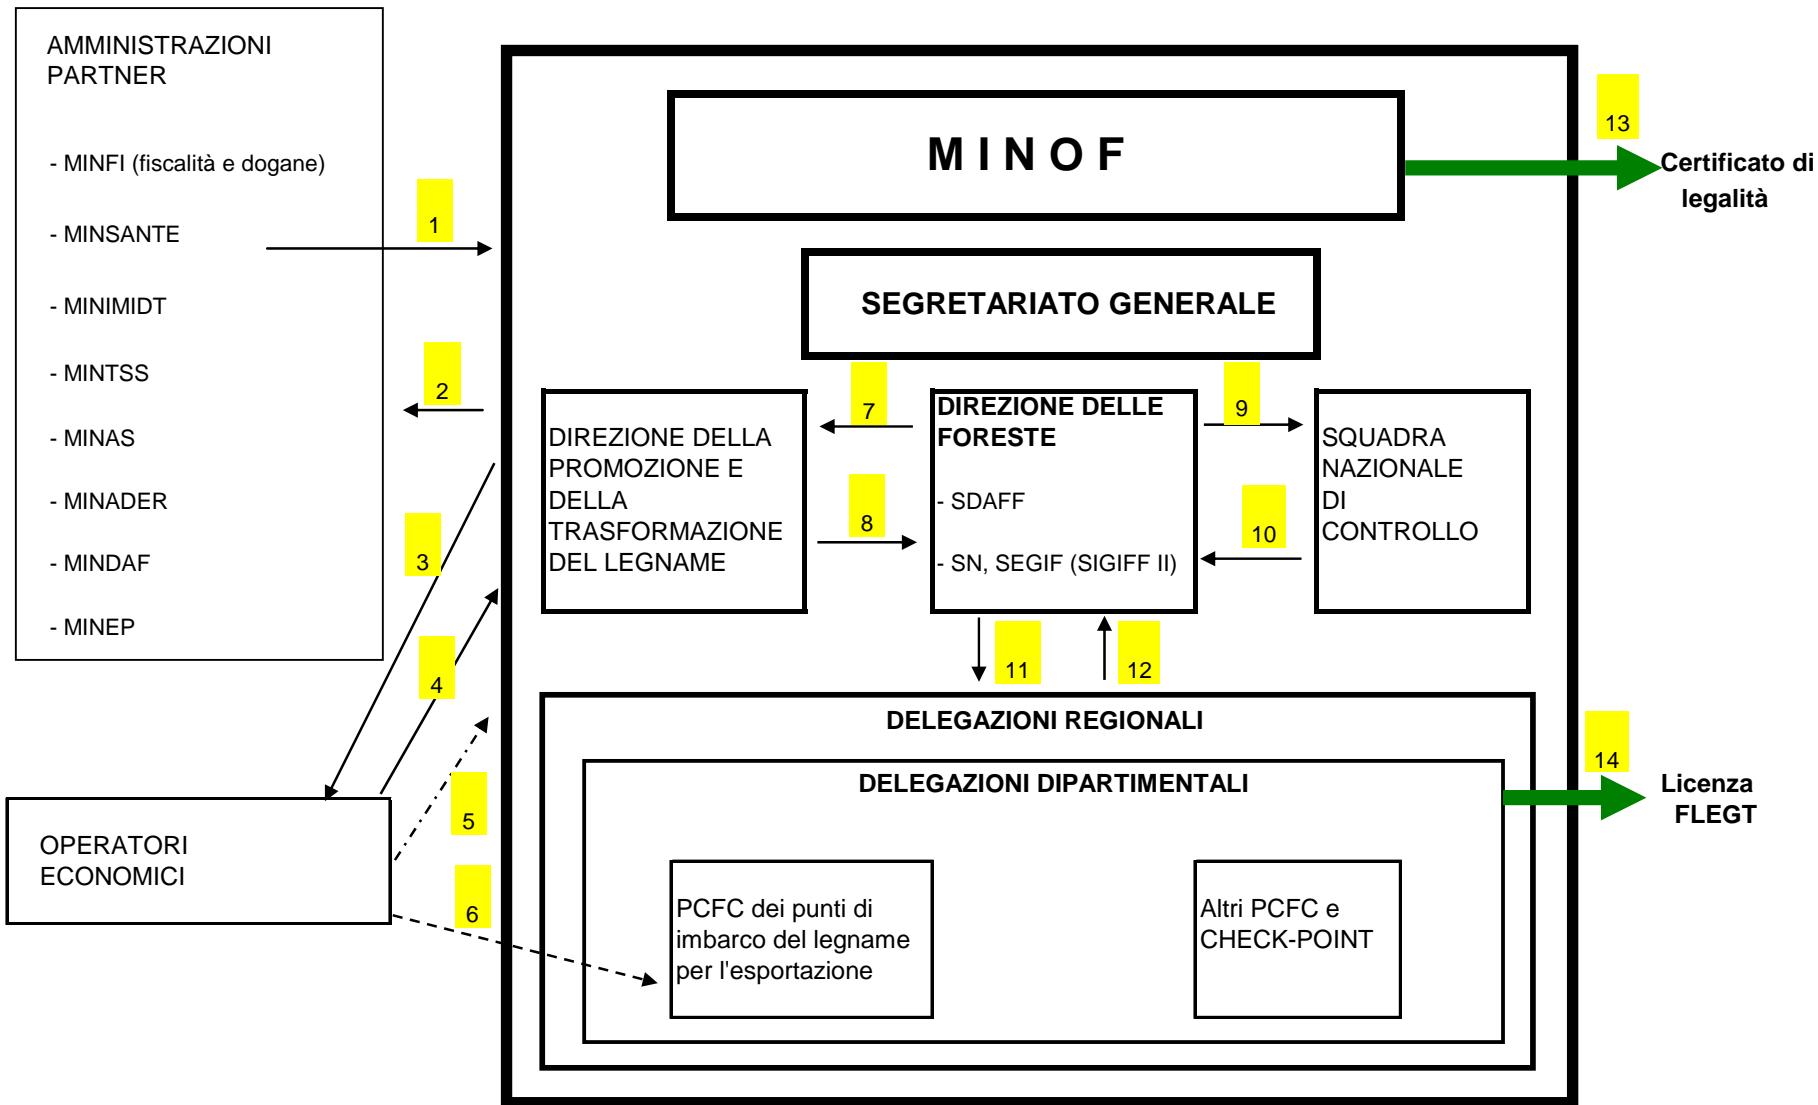 AMMINISTRAZIONI
PARTNER
- MINFI (fiscalità e dogane)
- MINSANTE
- MINIMIDT
- MINTSS
- MINAS
- MINADER
- MINDAF
- MINEP
1
2
3
4
5
6
OPERATORI
ECONOMICI
M I N O F
13
Certificato di
legalità
SEGRETARIATO GENERALE
7
8
9
10
DIREZIONE DELLA
PROMOZIONE E
DELLA
TRASFORMAZIONE
DEL LEGNAME
DIREZIONE DELLE
FORESTE
- SDAFF
- SN, SEGIF (SIGIFF II)
SQUADRA
NAZIONALE
DI
CONTROLLO
11
12
DELEGAZIONI REGIONALI
DELEGAZIONI DIPARTIMENTALI
14
Licenza
FLEGT
PCFC dei punti di
imbarco del legname
per l'esportazione
Altri PCFC e
CHECK-POINT